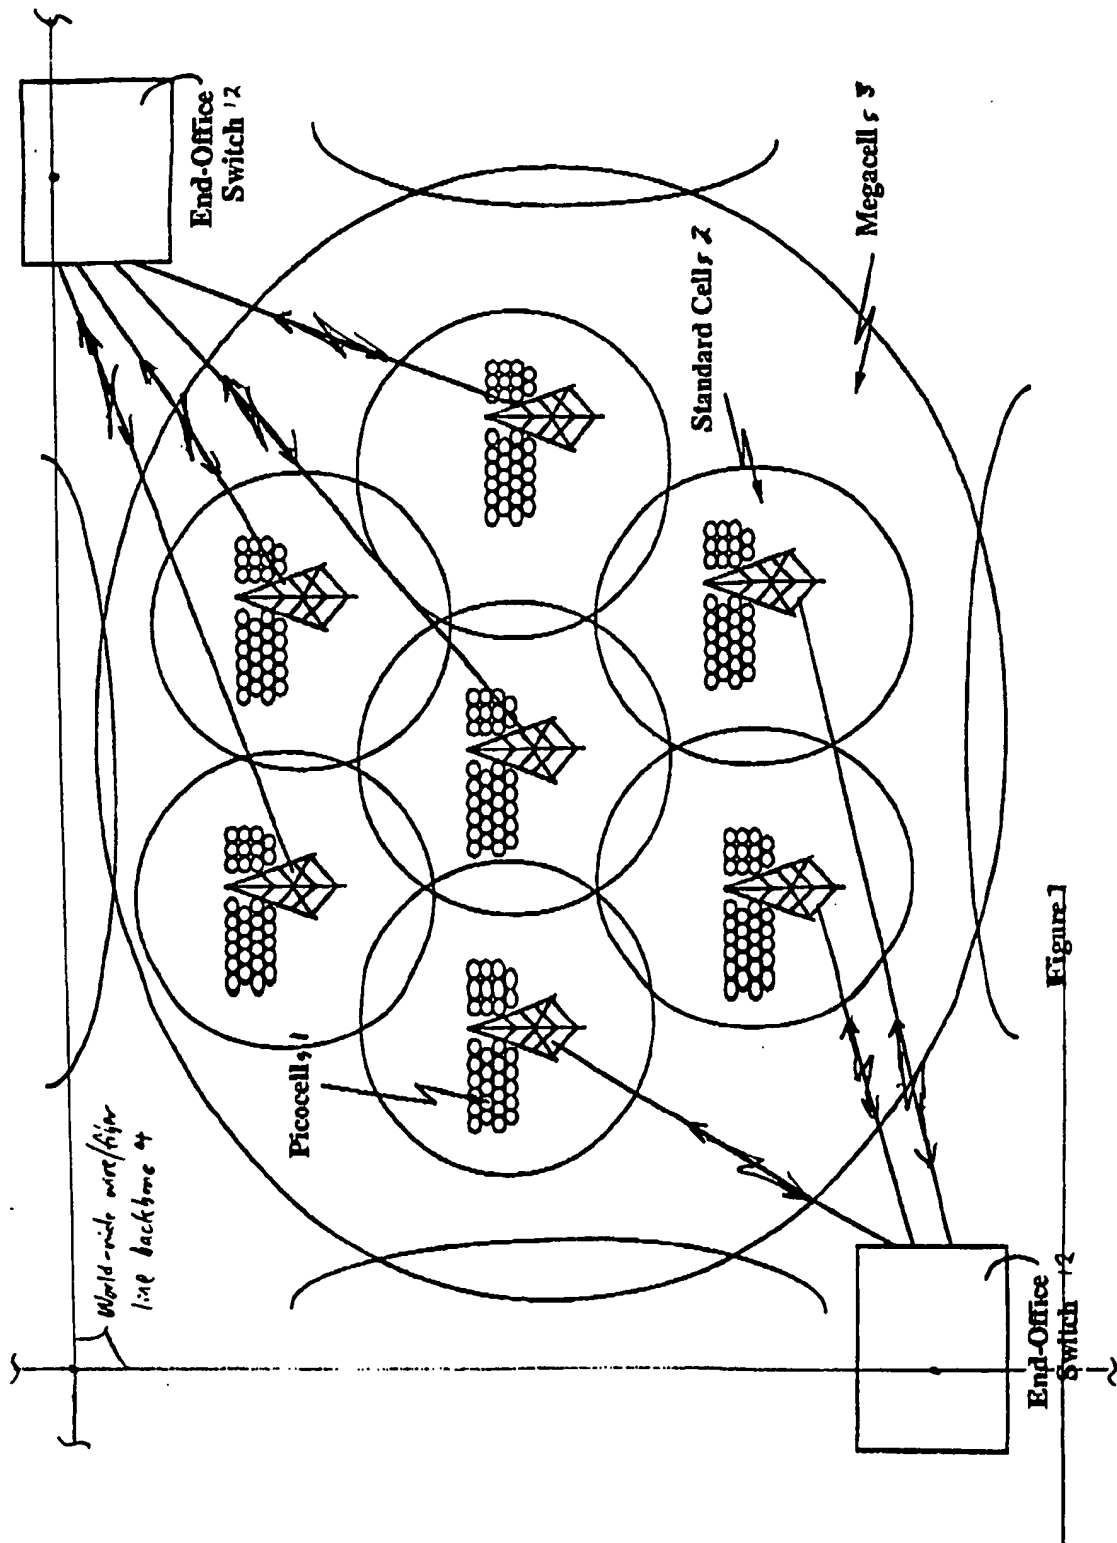 End-Office
Switch 12
Megacells 3
Standard Cells 2
Picocells 1
World-wide wire/fiber
line backbone 4
End-Office
Switch 12
Figure 1